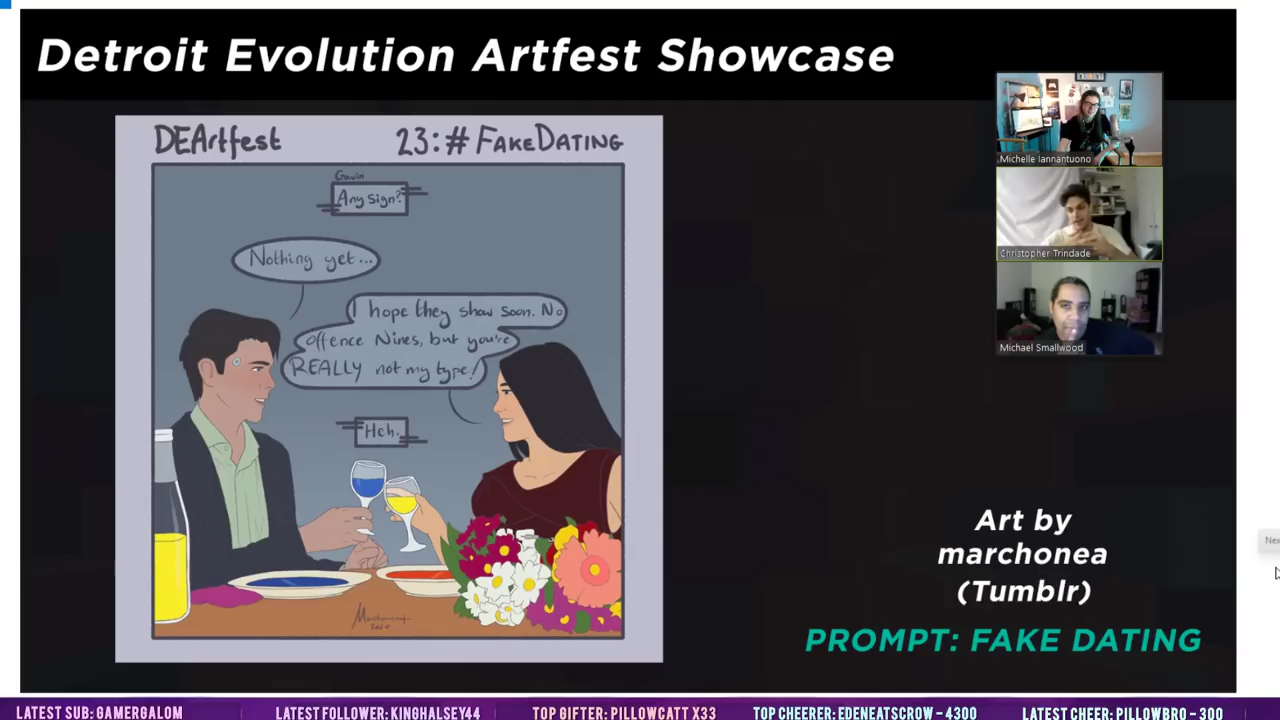 Detroit Evolution Artfest Showcase
DEArtfest
23:# FAKEDATING
Gavin
Any sign?
Nothing yet...
I hope they show soon. No
offence Nines, but you're
REALLY not my type!
Heh.
2020
Michelle Iannantuono
Christopher Trindade
Michael Smallwood
Art by
marchonea
(Tumblr)
PROMPT: FAKE DATING
Nex
LATEST SUB: GAMERGALOM
LATEST FOLLOWER: KINGHALSEY44
TOP GIFTER: PILLOWCATT X33
TOP CHEERER: EDENEATSCROW - 4300
LATEST CHEER: PILLOWBRO - 300